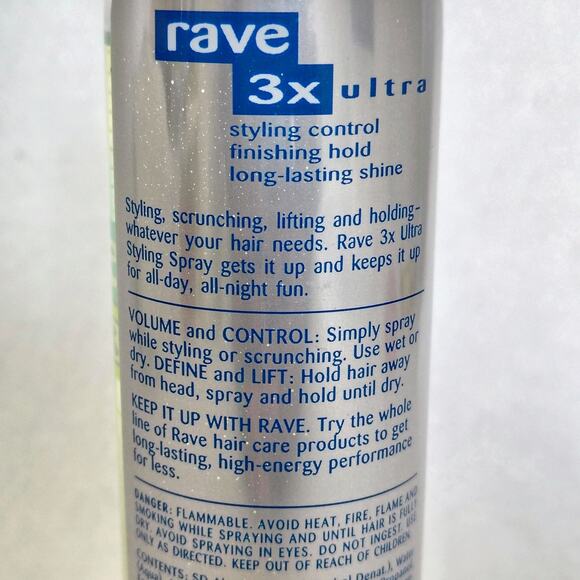 rave
3x ultra
styling control
finishing hold
long-lasting shine
Styling, scrunching, lifting and holding-
whatever your hair needs. Rave 3x Ultra
Styling Spray gets it up and keeps it up
for all-day, all-night fun.
VOLUME and CONTROL: Simply spray
while styling or scrunching. Use wet or
dry. DEFINE and LIFT: Hold hair away
from head, spray and hold until dry.
KEEP IT UP WITH RAVE. Try the whole
line of Rave hair care products to get
long-lasting, high-energy performance
for less.
DANGER: FLAMMABLE. AVOID HEAT, FIRE, FLAME AND
SMOKING WHILE SPRAYING AND UNTIL HAIR IS FULLY
DRY. AVOID SPRAYING IN EYES. DO NOT INGEST. USE
ONLY AS DIRECTED. KEEP OUT OF REACH OF CHILDREN.
CONTENTS: SD Denat.), Water
(Aqua)